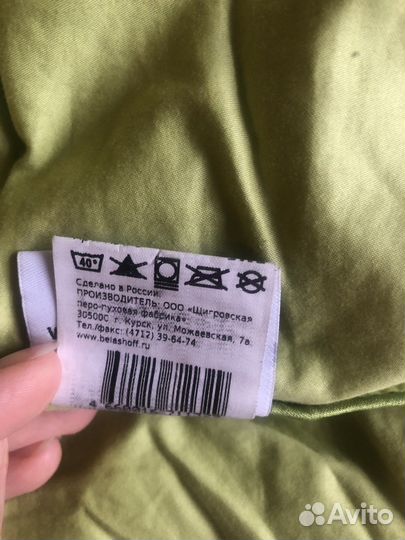 40°
Сделано в России.
ПРОИЗВОДИТЕЛЬ: ООО «Щигровская
перо-пуховая фабрика»
305000 г. Курск, ул. Можаевская, 7а
Тел./факс: (4712) 39-64-74
www.belashoff.ru
Avito